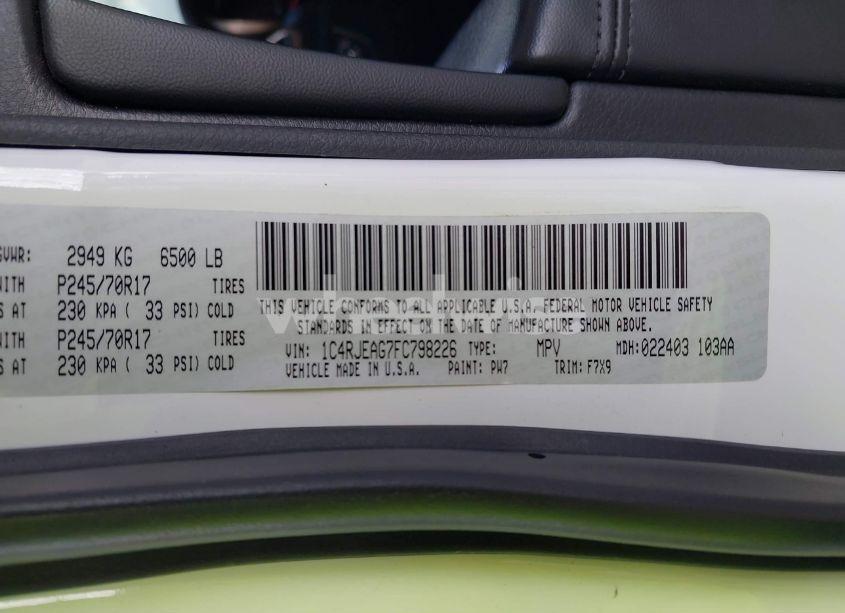 GVWR: 2949 KG 6500 LB
WITH P245/70R17 TIRES
S AT 230 KPA ( 33 PSI) COLD
WITH P245/70R17 TIRES
S AT 230 KPA ( 33 PSI) COLD
THIS VEHICLE CONFORMS TO ALL APPLICABLE U.S.A. FEDERAL MOTOR VEHICLE SAFETY
STANDARDS IN EFFECT ON THE DATE OF MANUFACTURE SHOWN ABOVE.
VIN: 1C4RJEAG7FC798226 TYPE: MPV MDH:022403 103AA
VEHICLE MADE IN U.S.A. PAINT: PW7 TRIM: F7X9